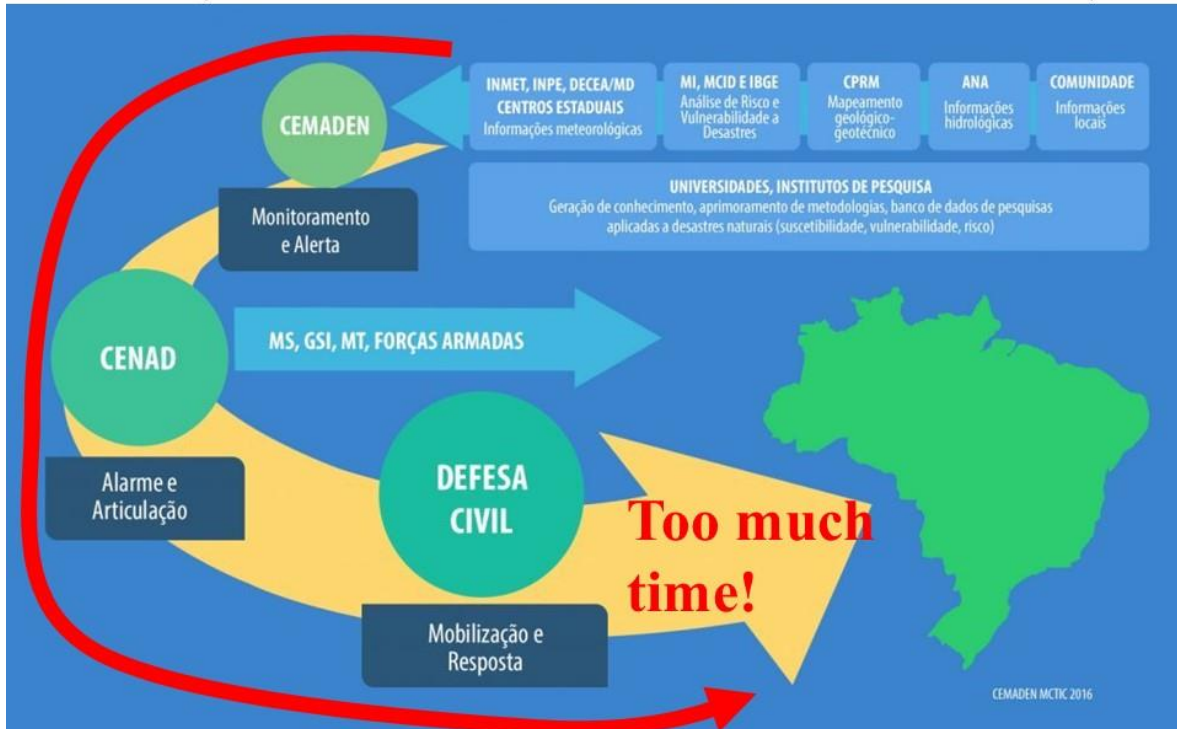 CEMADEN
Monitoramento
e Alerta
INMET, INPE, DECEA/MD
CENTROS ESTADUAIS
Informações meteorológicas
MI, MCID E IBGE
Análise de Risco e
Vulnerabilidade a
Desastres
CPRM
Mapeamento
geológico-
geotécnico
ANA
Informações
hidrológicas
COMUNIDADE
Informações
locais
UNIVERSIDADES, INSTITUTOS DE PESQUISA
Geração de conhecimento, aprimoramento de metodologias, banco de dados de pesquisas
aplicadas a desastres naturais (suscetibilidade, vulnerabilidade, risco)
CENAD
MS, GSI, MT, FORÇAS ARMADAS
Alarme e
Articulação
DEFESA
CIVIL
Too much
time!
Mobilização e
Resposta
CEMADEN MCTIC 2016